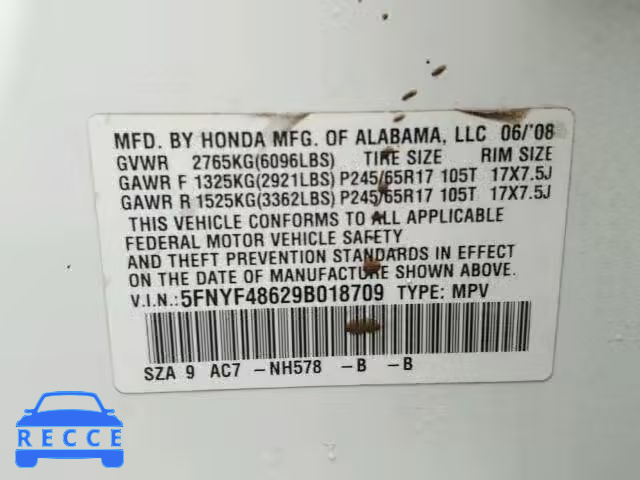 MFD. BY HONDA MFG. OF ALABAMA, LLC 06/'08
GVWR 2765KG(6096LBS) TIRE SIZE RIM SIZE
GAWR F 1325KG(2921LBS) P245/65R17 105T 17X7.5J
GAWR R 1525KG(3362LBS) P245/65R17 105T 17X7.5J
THIS VEHICLE CONFORMS TO ALL APPLICABLE
FEDERAL MOTOR VEHICLE SAFETY
AND THEFT PREVENTION STANDARDS IN EFFECT
ON THE DATE OF MANUFACTURE SHOWN ABOVE.
V.I.N.:5FNYF48629B018709 TYPE: MPV
SZA 9 AC7 -NH578 -B -B
RECCE